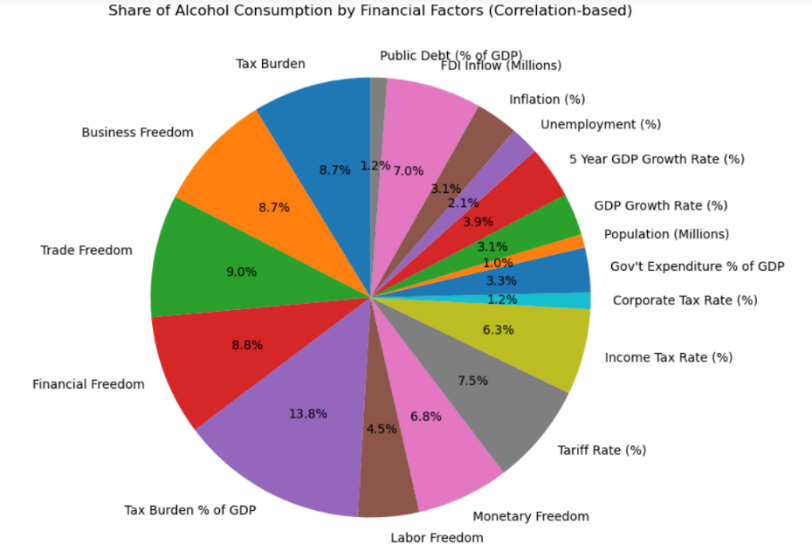 Share of Alcohol Consumption by Financial Factors (Correlation-based)
Public Debt (% of GDP)
FDI Inflow (Millions)
Tax Burden
Inflation (%)
Unemployment (%)
Business Freedom
5 Year GDP Growth Rate (%)
8.7%
1.2%
7.0%
3.1%
2.1%
8.7%
3.9%
GDP Growth Rate (%)
Population (Millions)
3.1%
Trade Freedom
1.0%
Gov't Expenditure % of GDP
9.0%
3.3%
1.2%
Corporate Tax Rate (%)
6.3%
8.8%
Income Tax Rate (%)
Financial Freedom
7.5%
13.8%
6.8%
4.5%
Tariff Rate (%)
Tax Burden % of GDP
Monetary Freedom
Labor Freedom